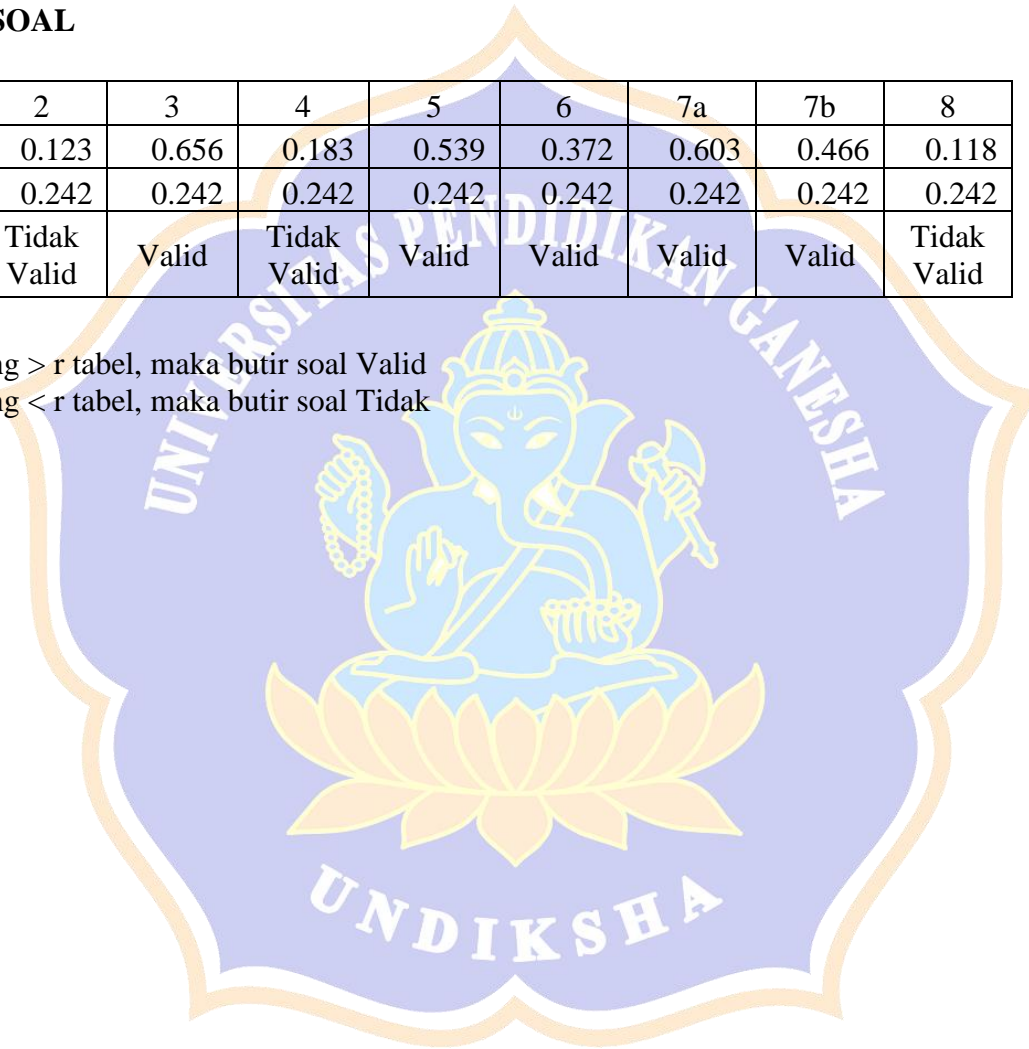 SOAL
2 3 4 5 6 7a 7b 8
0.123 0.656 0.183 0.539 0.372 0.603 0.466 0.118
0.242 0.242 0.242 0.242 0.242 0.242 0.242 0.242
Tidak Valid Valid Tidak Valid Valid Valid Valid Valid Tidak Valid
ng > r tabel, maka butir soal Valid
ng < r tabel, maka butir soal Tidak
UNIVERSITAS PENDIDIKAN GANESHA
UNDIKSHA